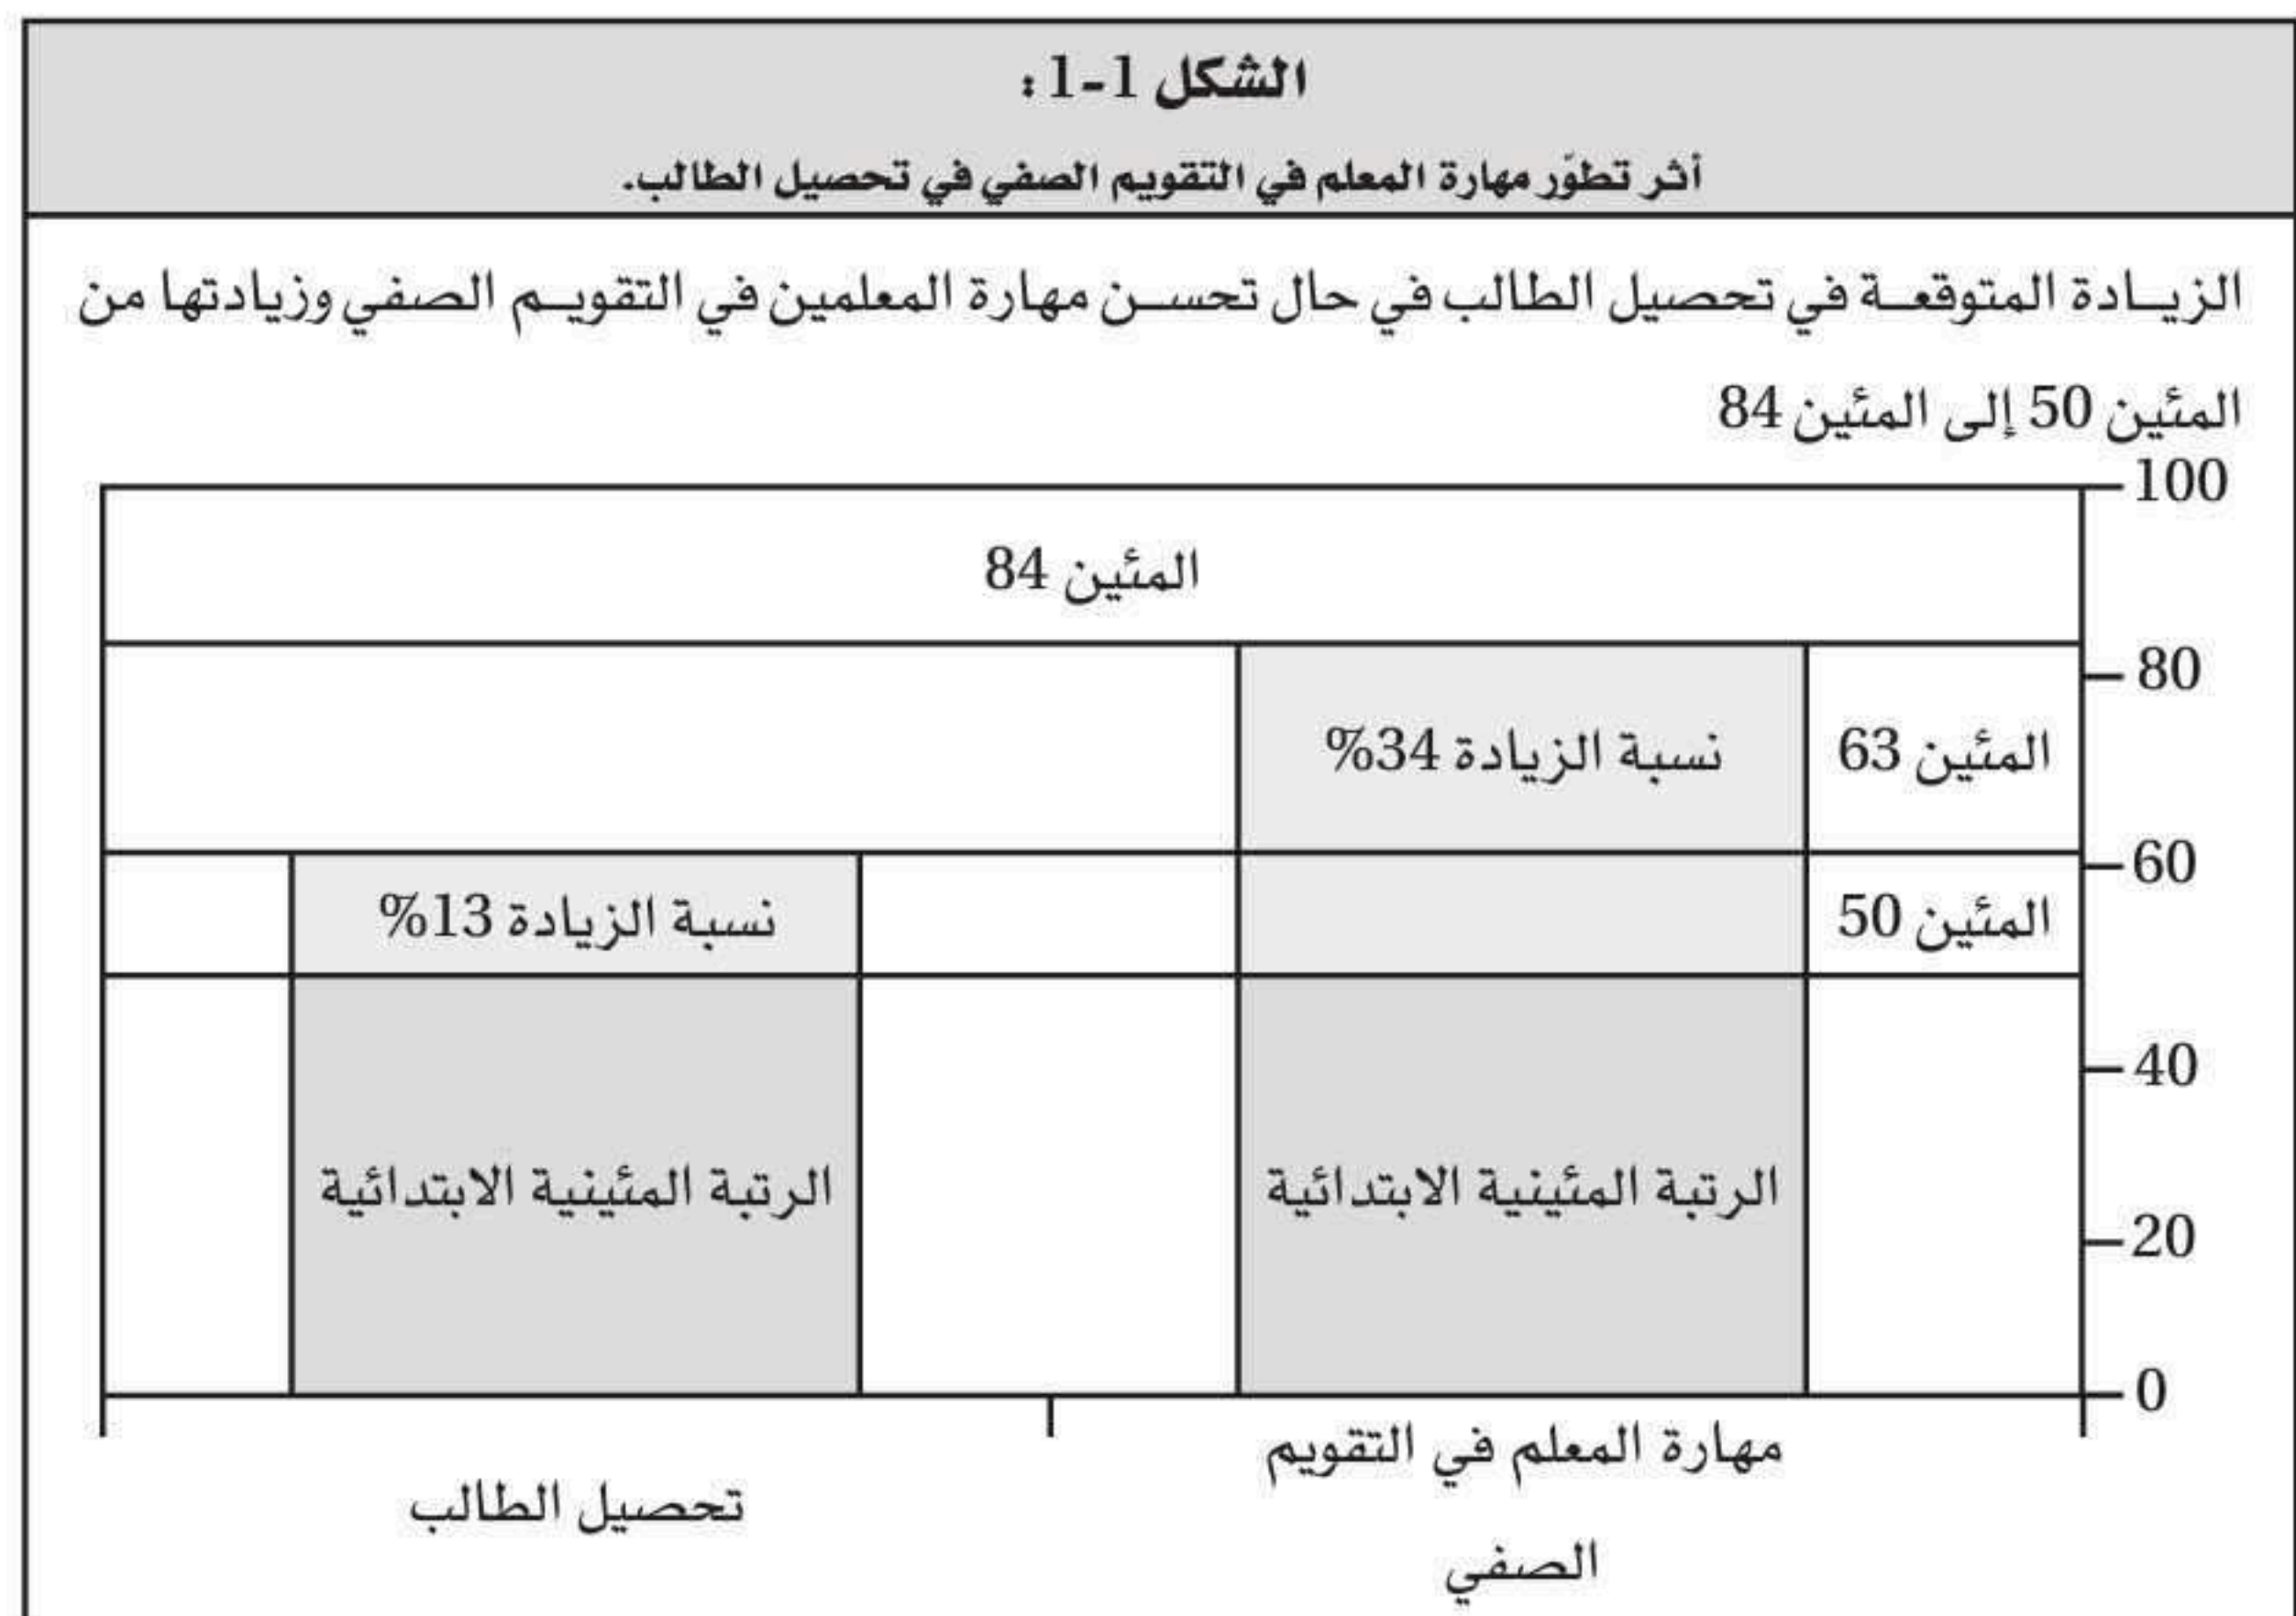 الشكل 1-1:
أثر تطوّر مهارة المعلم في التقويم الصفي في تحصيل الطالب.
الزيادة المتوقعة في تحصيل الطالب في حال تحسن مهارة المعلمين في التقويم الصفي وزيادتها من
المئين 50 إلى المئين 84
100
المئين 84
80
المئين 63
نسبة الزيادة 34%
60
المئين 50
نسبة الزيادة 13%
40
الرتبة المئينية الابتدائية
الرتبة المئينية الابتدائية
20
0
مهارة المعلم في التقويم
الصفي
تحصيل الطالب